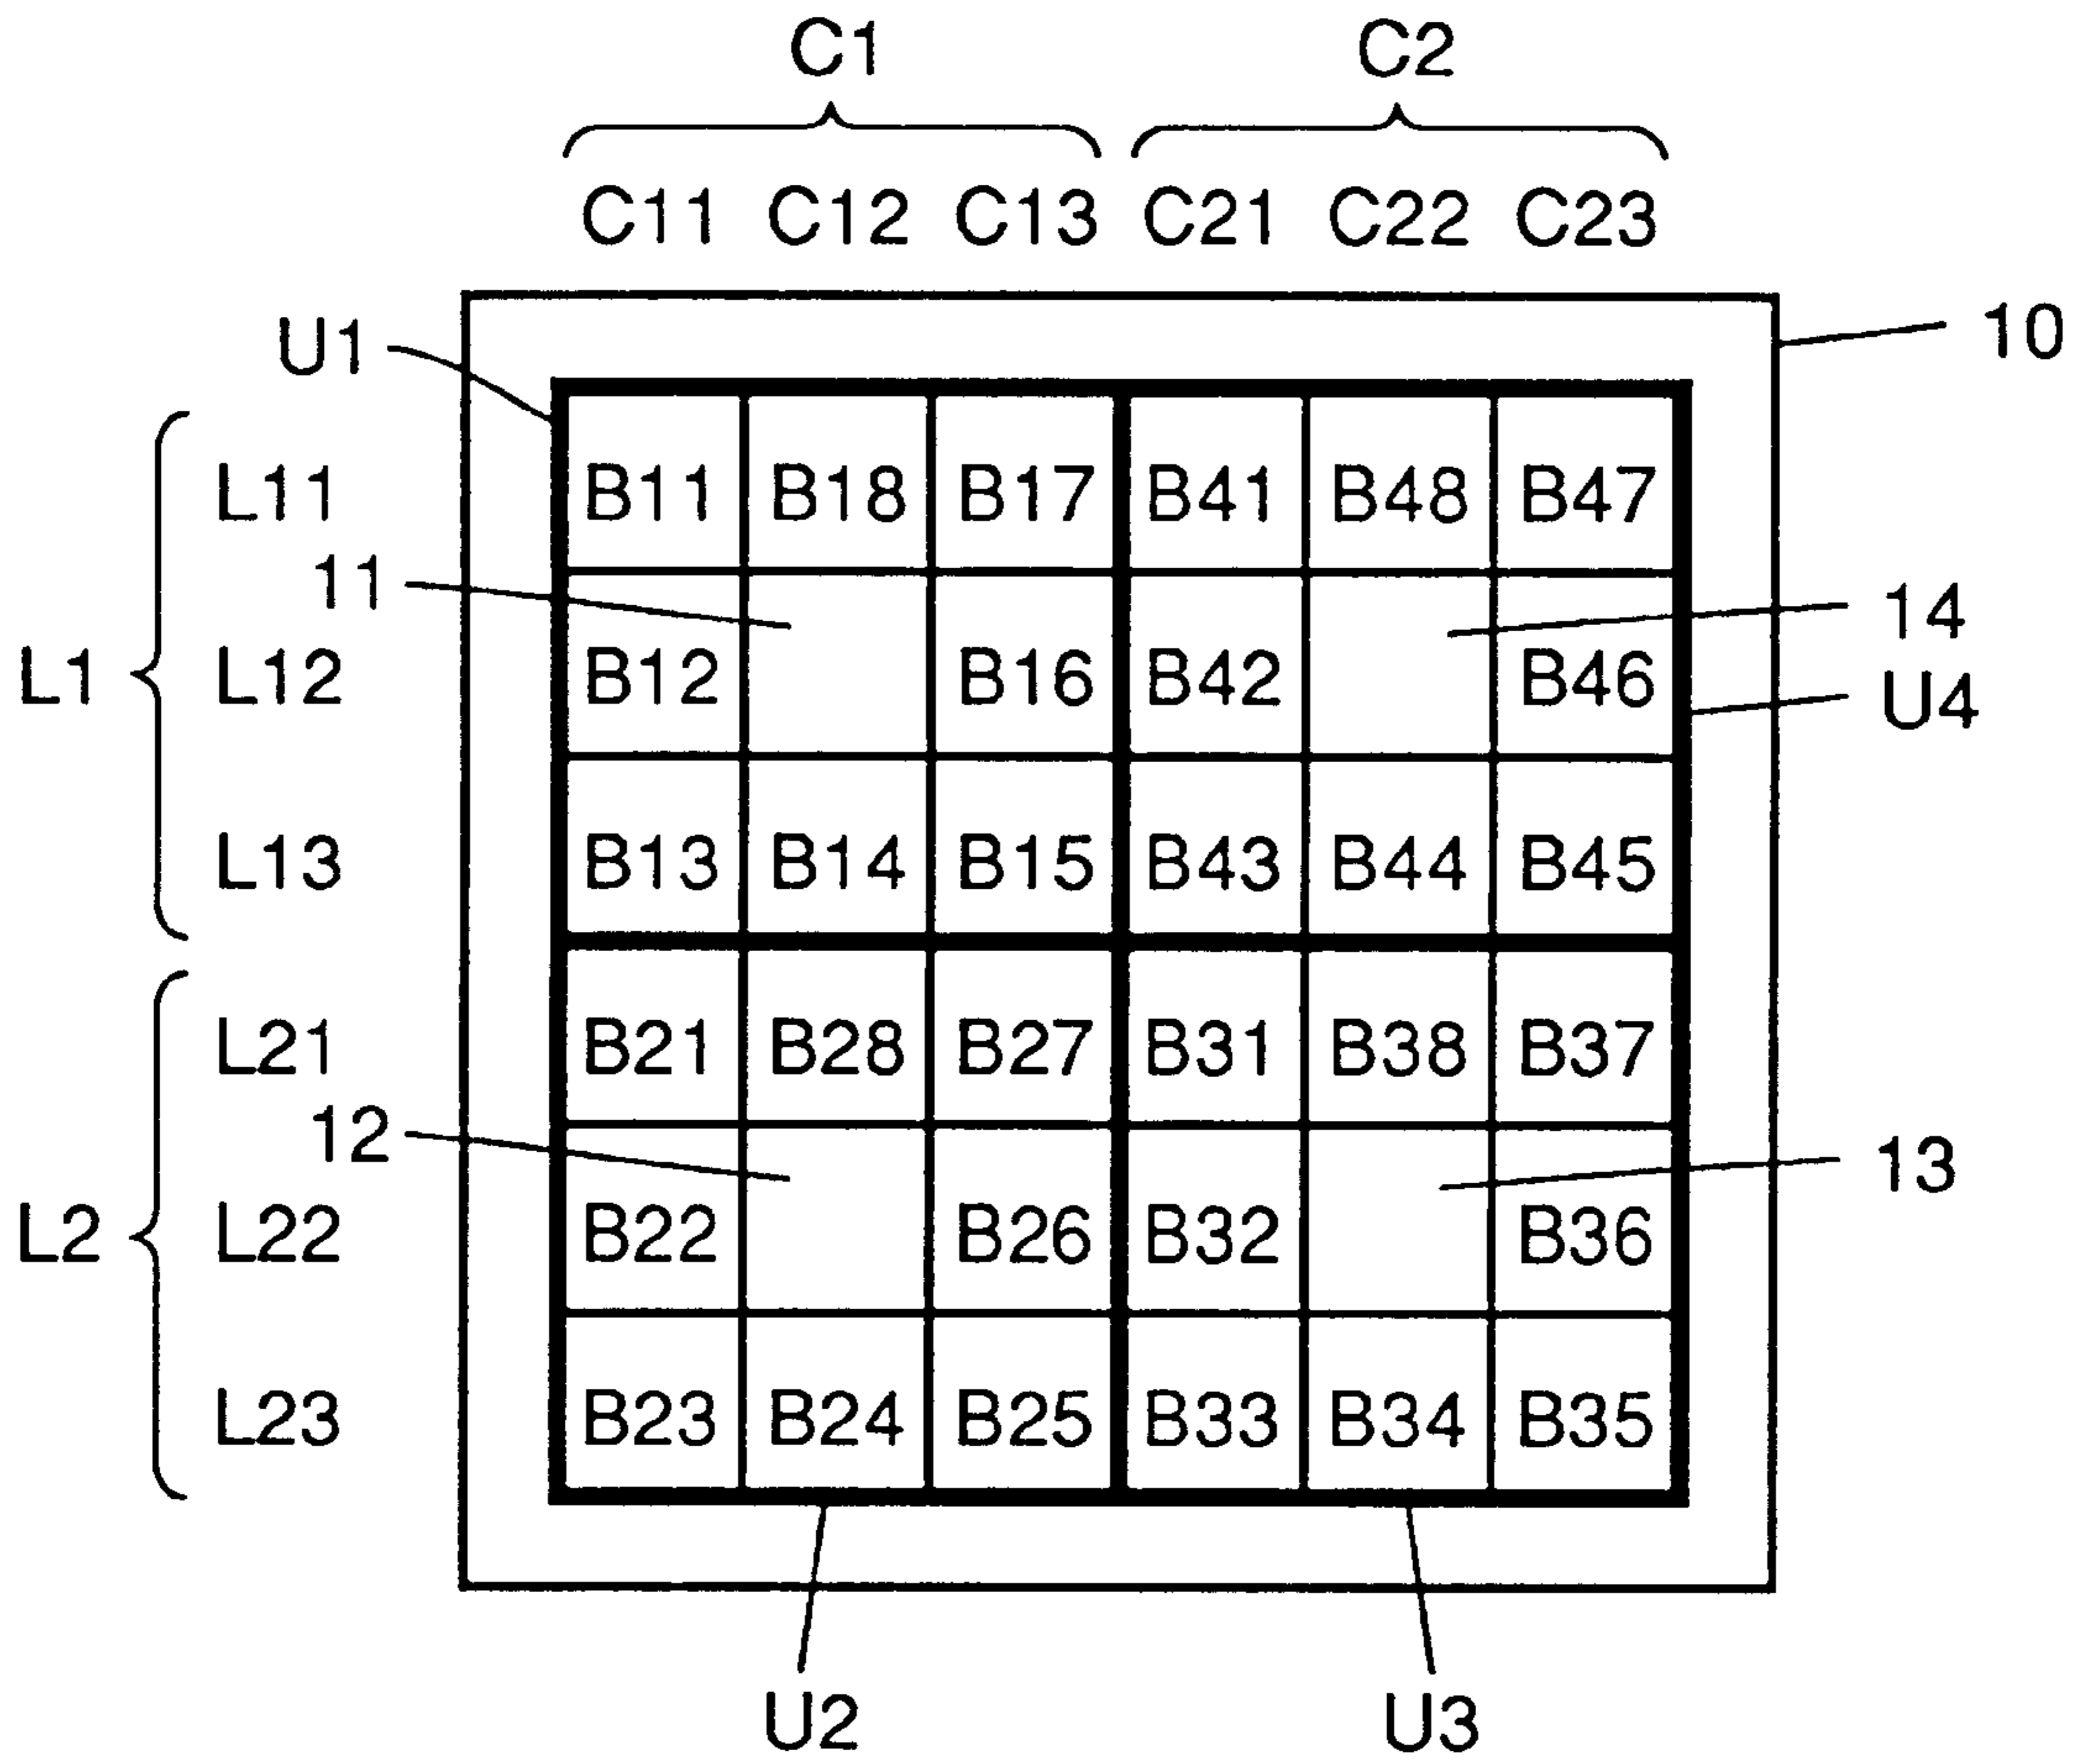 C1 C2
C11 C12 C13 C21 C22 C23
U1 10
L11 B11 B18 B17 B41 B48 B47
11 14
L1 L12 B12 B16 B42 B46
U4
L13 B13 B14 B15 B43 B44 B45
L21 B21 B28 B27 B31 B38 B37
12 13
L2 L22 B22 B26 B32 B36
L23 B23 B24 B25 B33 B34 B35
U2 U3